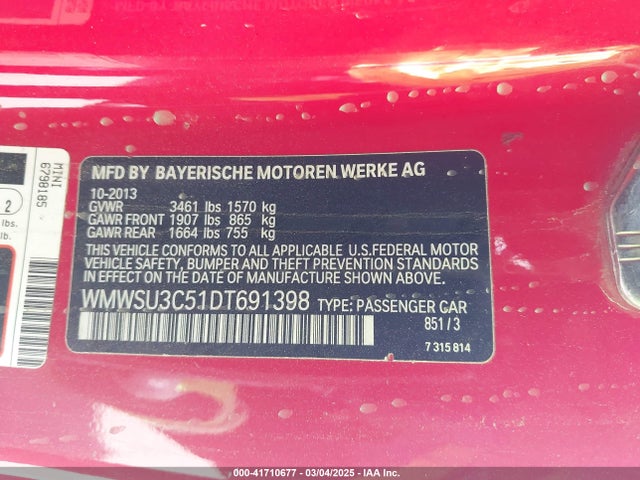 MFD BY BAYERISCHE MOTOREN WERKE AG
10-2013
GVWR 3461 lbs 1570 kg
GAWR FRONT 1907 lbs 865 kg
GAWR REAR 1664 lbs 755 kg
THIS VEHICLE CONFORMS TO ALL APPLICABLE U.S.FEDERAL MOTOR
VEHICLE SAFETY, BUMPER AND THEFT PREVENTION STANDARDS
IN EFFECT ON THE DATE OF MANUFACTURE SHOWN ABOVE.
WMWSU3C51DT691398 TYPE: PASSENGER CAR
851/3
7 315 814
MINI
6798185
2
lbs.
lbs.
000-41710677 - 03/04/2025 - IAA Inc.